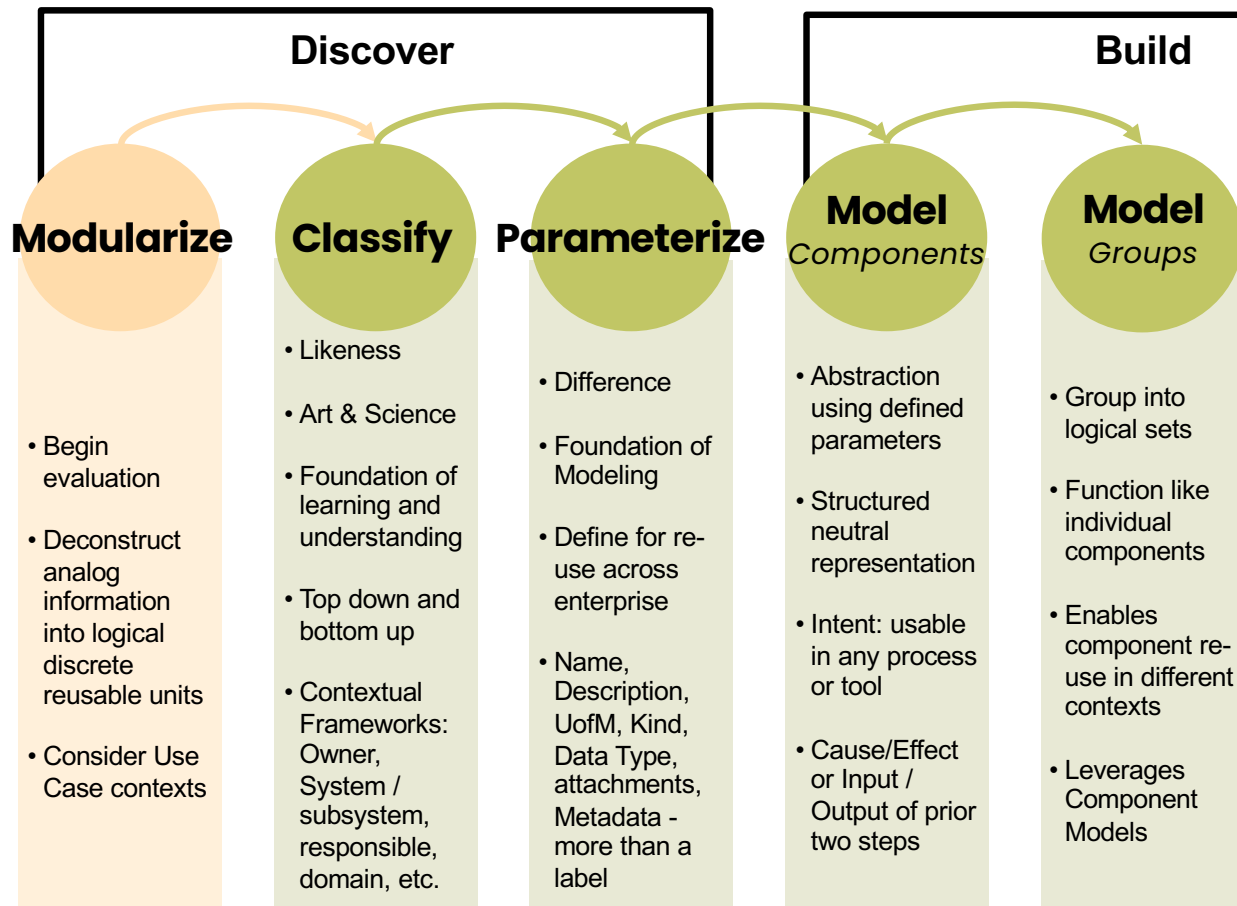 Discover
Build
Modularize
Classify
Parameterize
Model
Components
Model
Groups
• Begin
evaluation
• Deconstruct
analog
information
into logical
discrete
reusable units
• Consider Use
Case contexts
• Likeness
• Art & Science
• Foundation of
learning and
understanding
• Top down and
bottom up
• Contextual
Frameworks:
Owner,
System /
subsystem,
responsible,
domain, etc.
• Difference
• Foundation of
Modeling
• Define for re-
use across
enterprise
• Name,
Description,
UofM, Kind,
Data Type,
attachments,
Metadata -
more than a
label
• Abstraction
using defined
parameters
• Structured
neutral
representation
• Intent: usable
in any process
or tool
• Cause/Effect
or Input /
Output of prior
two steps
• Group into
logical sets
• Function like
individual
components
• Enables
component re-
use in different
contexts
• Leverages
Component
Models